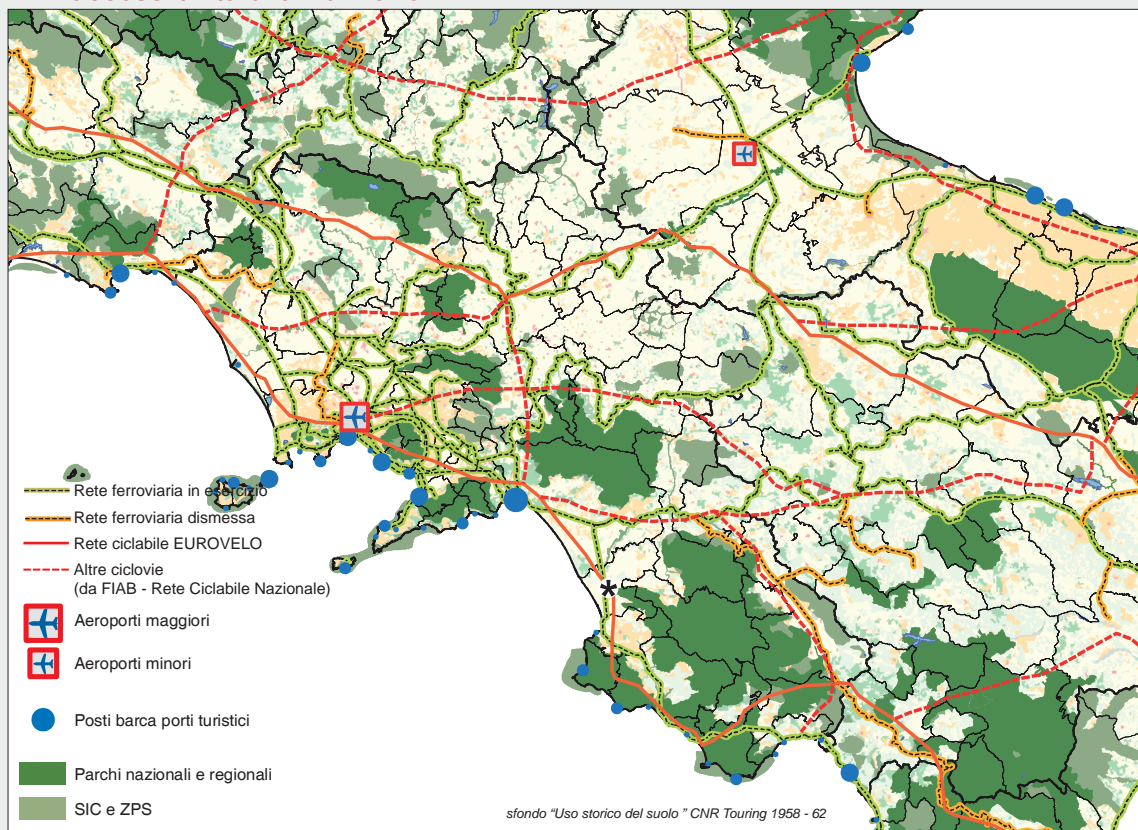 Rete ferroviaria in esercizio
Rete ferroviaria dismessa
Rete ciclabile EUROVELO
Altre ciclovie
(da FIAB - Rete Ciclabile Nazionale)
Aeroporti maggiori
Aeroporti minori
Posti barca porti turistici
Parchi nazionali e regionali
SIC e ZPS
sfondo "Uso storico del suolo " CNR Touring 1958 - 62
*